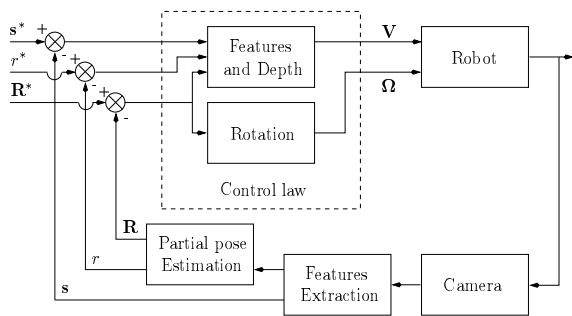 s* +
-
r* +
-
R* +
-
Features
and Depth
V
Robot
Ω
Rotation
Control law
R
Partial pose
Estimation
r
Features
Extraction
s
Camera